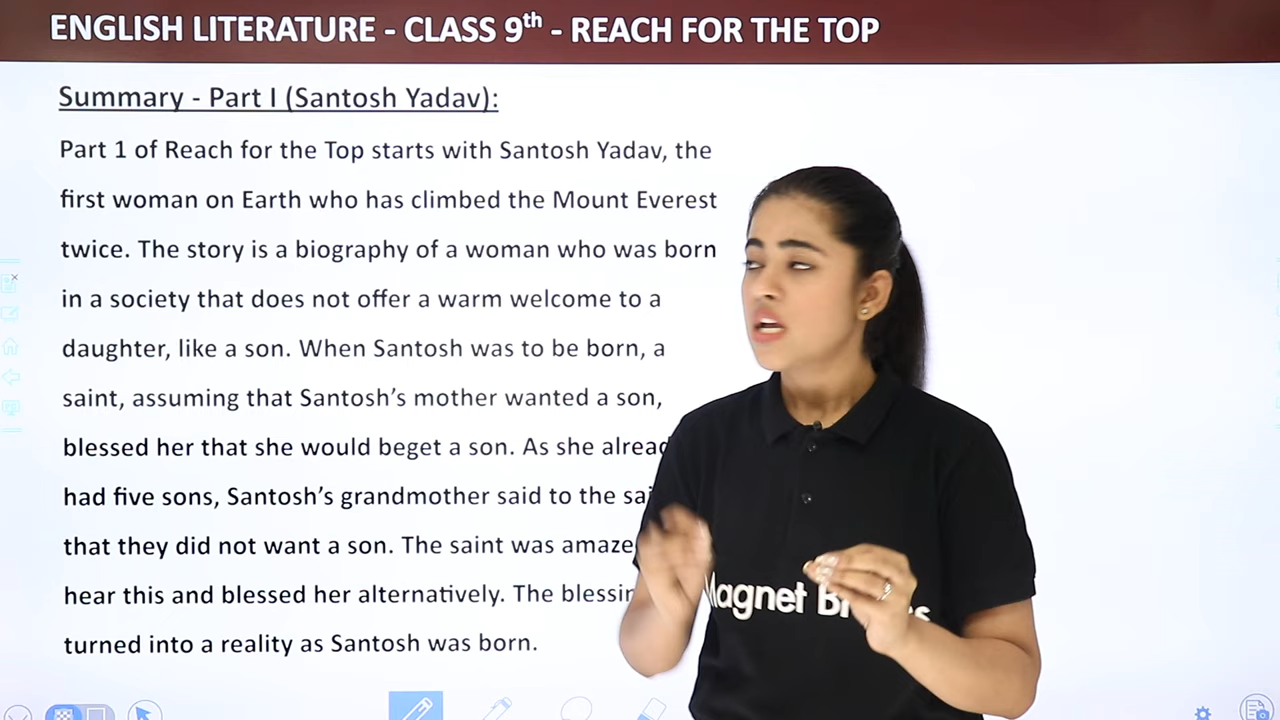 ENGLISH LITERATURE - CLASS 9th - REACH FOR THE TOP
Summary - Part I (Santosh Yadav):
Part 1 of Reach for the Top starts with Santosh Yadav, the
first woman on Earth who has climbed the Mount Everest
twice. The story is a biography of a woman who was born
in a society that does not offer a warm welcome to a
daughter, like a son. When Santosh was to be born, a
saint, assuming that Santosh’s mother wanted a son,
blessed her that she would beget a son. As she
had five sons, Santosh’s grandmother said to the
that they did not want a son. The saint was
hear this and blessed her alternatively. The
turned into a reality as Santosh was born.
Magnet